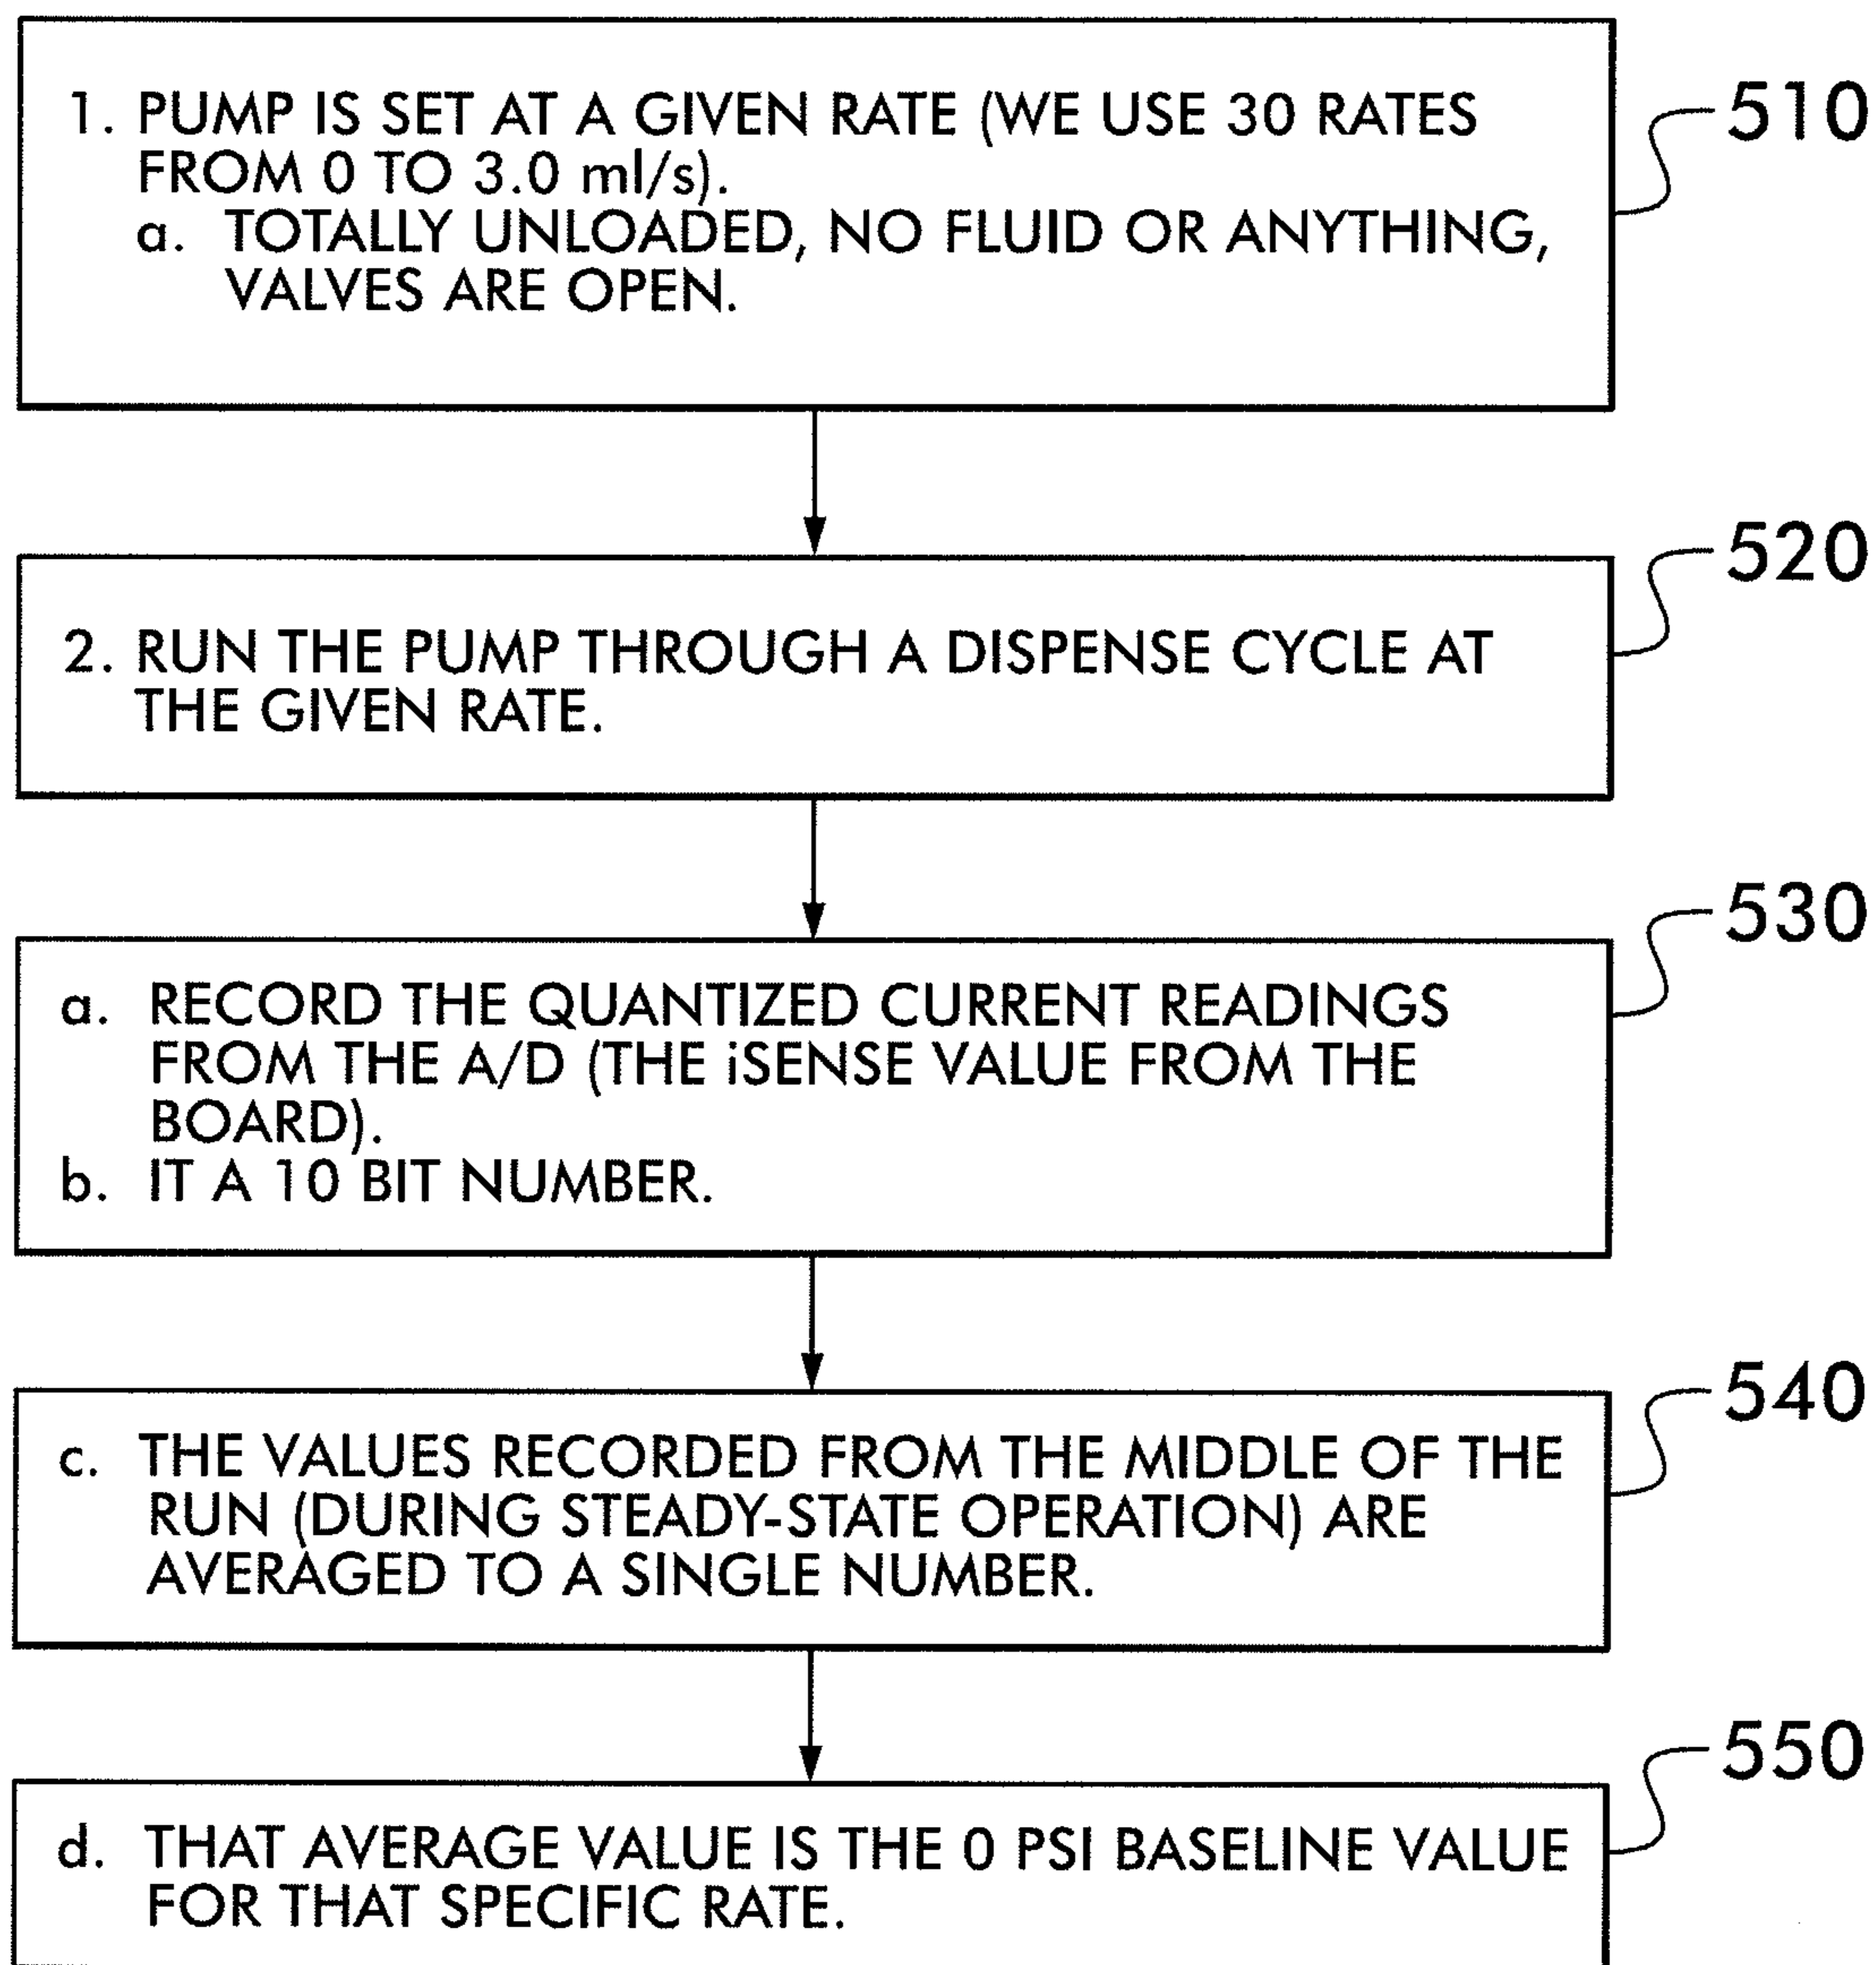 1. PUMP IS SET AT A GIVEN RATE (WE USE 30 RATES
FROM 0 TO 3.0 ml/s).
a. TOTALLY UNLOADED, NO FLUID OR ANYTHING,
VALVES ARE OPEN.
510
2. RUN THE PUMP THROUGH A DISPENSE CYCLE AT
THE GIVEN RATE.
520
a. RECORD THE QUANTIZED CURRENT READINGS
FROM THE A/D (THE iSENSE VALUE FROM THE
BOARD).
b. IT A 10 BIT NUMBER.
530
c. THE VALUES RECORDED FROM THE MIDDLE OF THE
RUN (DURING STEADY-STATE OPERATION) ARE
AVERAGED TO A SINGLE NUMBER.
540
d. THAT AVERAGE VALUE IS THE 0 PSI BASELINE VALUE
FOR THAT SPECIFIC RATE.
550